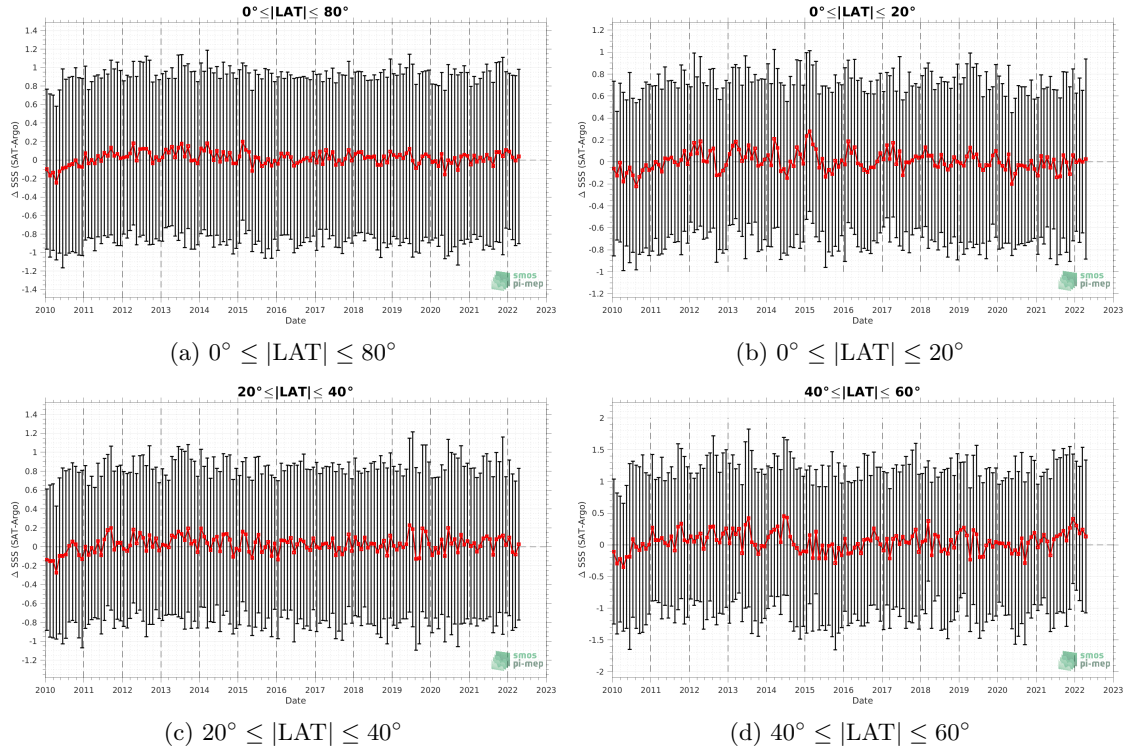 0°≤|LAT|≤ 80°
Δ SSS (SAT-Argo)
1.4
1.2
1
0.8
0.6
0.4
0.2
0
-0.2
-0.4
-0.6
-0.8
-1
-1.2
-1.4
2010 2011 2012 2013 2014 2015 2016 2017 2018 2019 2020 2021 2022 2023
Date
smos
pi-mep
(a) 0° ≤ |LAT| ≤ 80°
0°≤|LAT|≤ 20°
Δ SSS (SAT-Argo)
1.2
1
0.8
0.6
0.4
0.2
0
-0.2
-0.4
-0.6
-0.8
-1
-1.2
2010 2011 2012 2013 2014 2015 2016 2017 2018 2019 2020 2021 2022 2023
Date
smos
pi-mep
(b) 0° ≤ |LAT| ≤ 20°
20°≤|LAT|≤ 40°
Δ SSS (SAT-Argo)
1.4
1.2
1
0.8
0.6
0.4
0.2
0
-0.2
-0.4
-0.6
-0.8
-1
-1.2
2010 2011 2012 2013 2014 2015 2016 2017 2018 2019 2020 2021 2022 2023
Date
smos
pi-mep
(c) 20° ≤ |LAT| ≤ 40°
40°≤|LAT|≤ 60°
Δ SSS (SAT-Argo)
2
1.5
1
0.5
0
-0.5
-1
-1.5
-2
2010 2011 2012 2013 2014 2015 2016 2017 2018 2019 2020 2021 2022 2023
Date
smos
pi-mep
(d) 40° ≤ |LAT| ≤ 60°